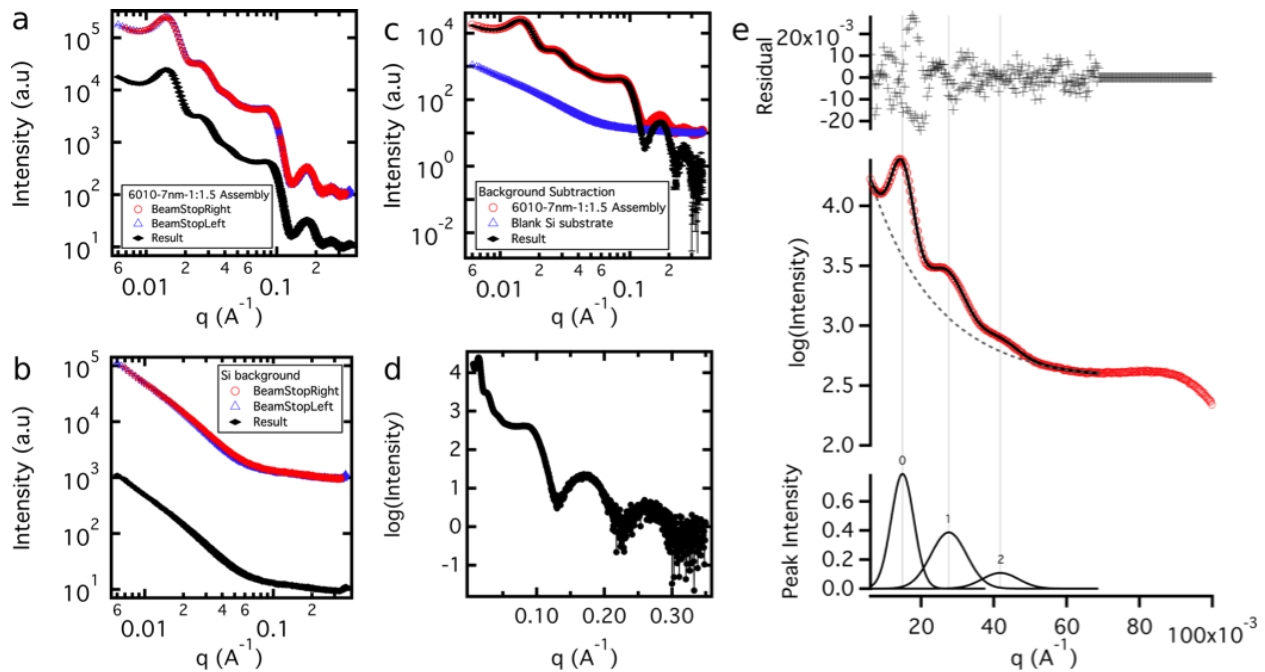 a
Intensity (a.u)
10^5
10^4
10^3
10^2
10^1
6010-7nm-1:1.5 Assembly
BeamStopRight
BeamStopLeft
Result
6 2 4 6 2
0.01 0.1
q (A^-1)
b
Intensity (a.u)
10^5
10^4
10^3
10^2
10^1
Si background
BeamStopRight
BeamStopLeft
Result
6 2 4 6 2
0.01 0.1
q (A^-1)
c
Intensity (a.u)
10^4
10^2
10^0
10^-2
Background Subtraction
6010-7nm-1:1.5 Assembly
Blank Si substrate
Result
6 2 4 6 2
0.01 0.1
q (A^-1)
d
log(Intensity)
4
3
2
1
0
-1
0.10 0.20 0.30
q (A^-1)
e
Residual
20x10^-3
10
0
-10
-20
log(Intensity)
4.0
3.5
3.0
2.5
2.0
Peak Intensity
0.6
0.4
0.2
0.0
0
1
2
20 40 60 80 100x10^-3
q (A^-1)